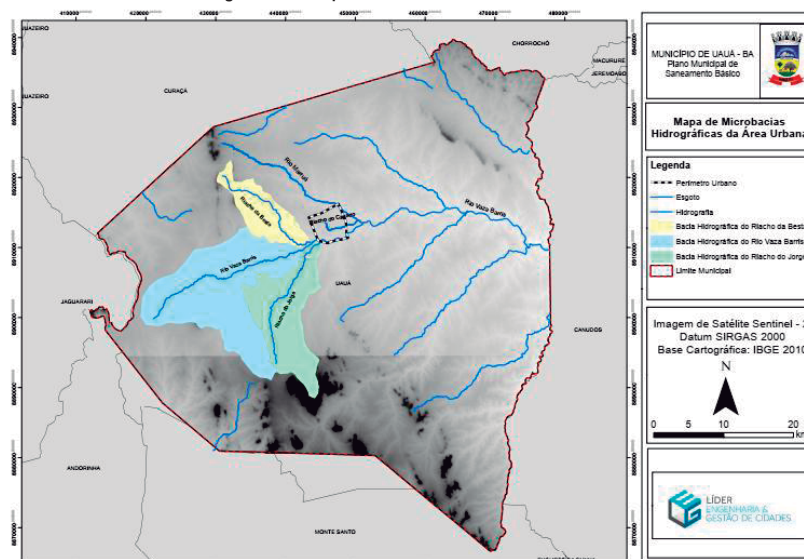 410000 420000 430000 440000 450000 460000 470000 480000
JUAZEIRO
CHORROCHÓ
MACURURÉ
JEREMOABO
CURAÇÁ
Rio Vaza Barris
Rio Vaza Barris
Riacho do Jorge
UAUÁ
JAGUARARI
CANUDOS
ANDORINHA
MONTE SANTO
MUNICÍPIO DE UAUÁ - BA
Plano Municipal de
Saneamento Básico
Mapa de Microbacias
Hidrográficas da Área Urbana
Legenda
Perímetro Urbano
Esgoto
Hidrografia
Bacia Hidrográfica do Riacho da Besta
Bacia Hidrográfica do Rio Vaza Barris
Bacia Hidrográfica do Riacho do Jorge
Limite Municipal
Imagem de Satélite Sentinel - 2
Datum SIRGAS 2000
Base Cartográfica: IBGE 2010
N
0 5 10 20
km
LÍDER
ENGENHARIA &
GESTÃO DE CIDADES